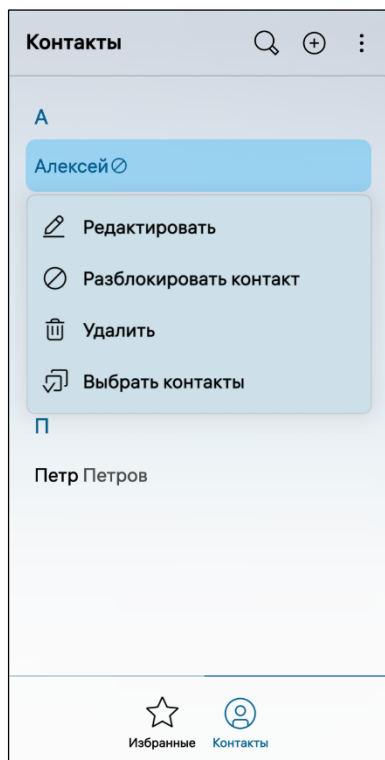 Контакты
А
Алексей
Редактировать
Разблокировать контакт
Удалить
Выбрать контакты
П
Петр Петров
Избранные Контакты